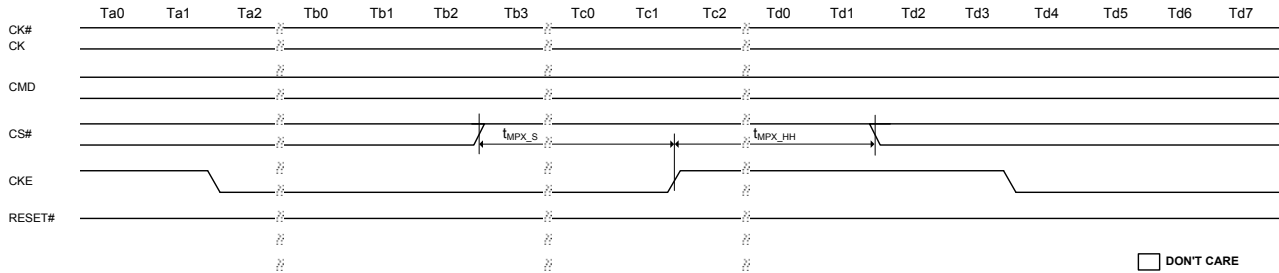 Ta0 Ta1 Ta2 Tb0 Tb1 Tb2 Tb3 Tc0 Tc1 Tc2 Td0 Td1 Td2 Td3 Td4 Td5 Td6 Td7
CK#
CK
CMD
CS# tMPX_S tMPX_HH
CKE
RESET#
DON'T CARE